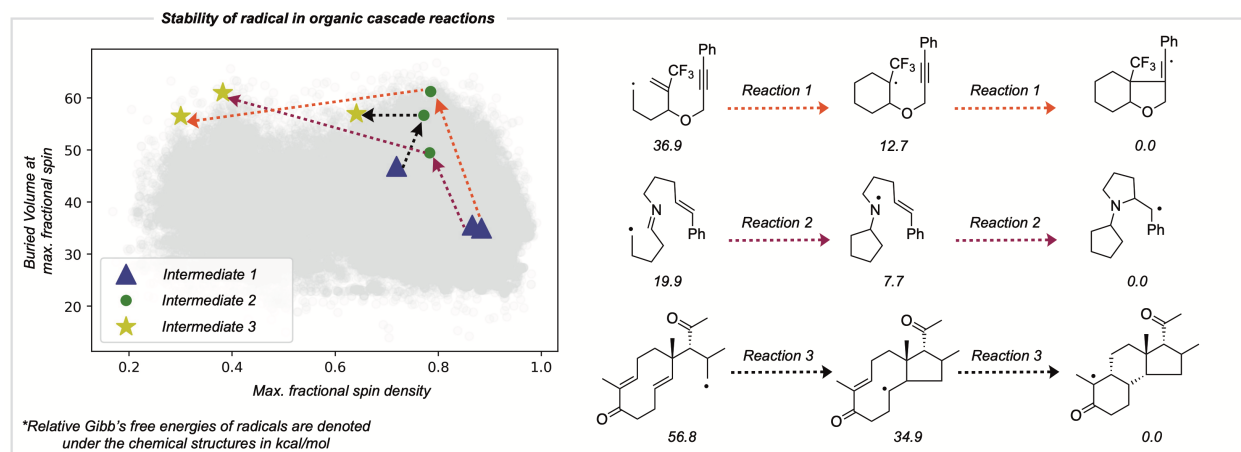 Stability of radical in organic cascade reactions
Buried Volume at
max. fractional spin
60
50
40
30
20
0.2
0.4
0.6
0.8
1.0
Max. fractional spin density
Intermediate 1
Intermediate 2
Intermediate 3
*Relative Gibb's free energies of radicals are denoted
under the chemical structures in kcal/mol
Ph
CF3
O
36.9
Reaction 1
Ph
CF3
O
12.7
Reaction 1
Ph
CF3
O
0.0
N
Ph
19.9
Reaction 2
N
Ph
7.7
Reaction 2
N
Ph
0.0
O
O
56.8
Reaction 3
O
O
34.9
Reaction 3
O
O
0.0